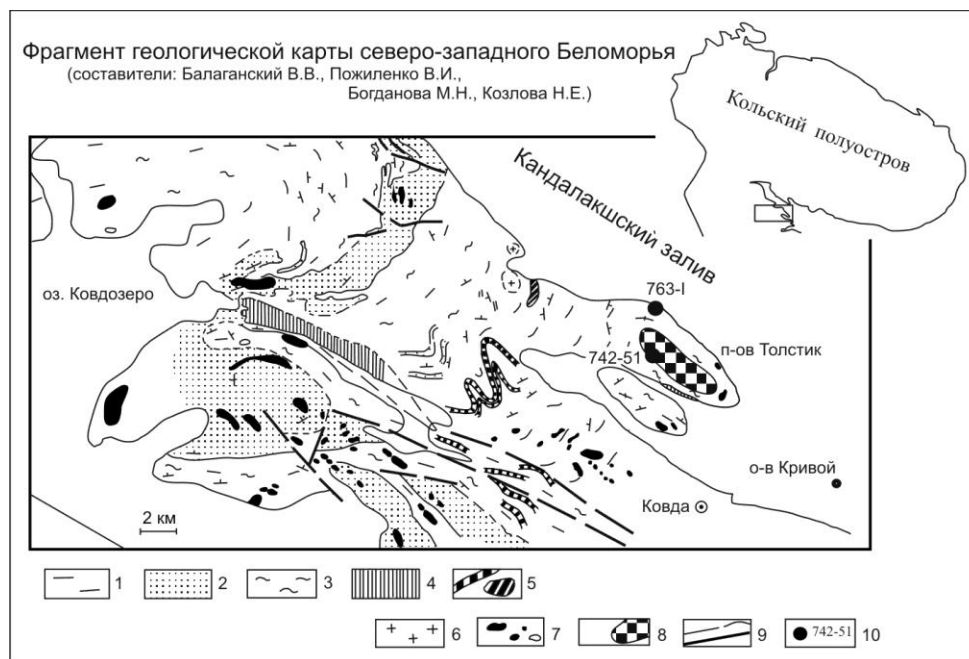 Фрагмент геологической карты северо-западного Беломорья
(составители: Балаганский В.В., Пожиленко В.И.,
Богданова М.Н., Козлова Н.Е.)
Кольский полуостров
Кандалакшский залив
оз. Ковдозеро
763-I
742-51
п-ов Толстик
о-в Кривой
Ковда
2 км
1
2
3
4
5
6
7
8
9
742-51
10